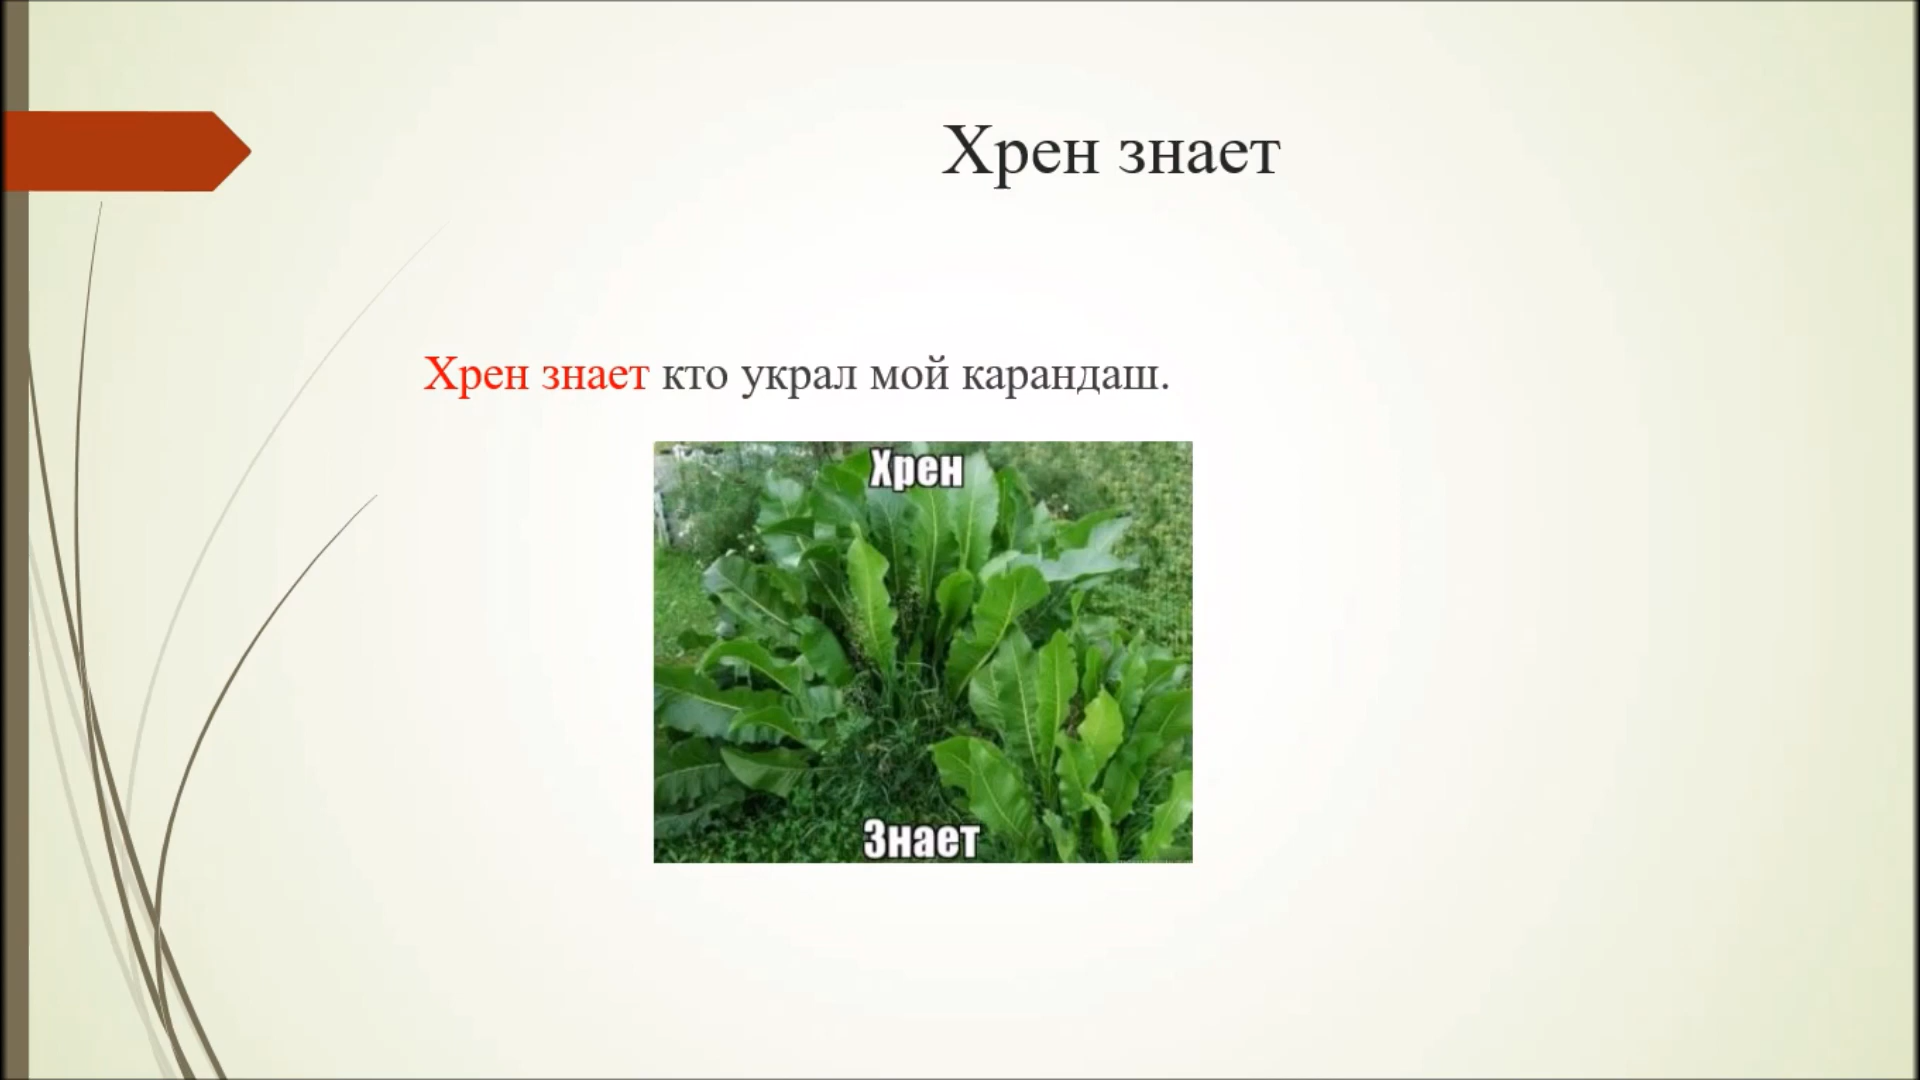 Хрен знает
Хрен знает кто украл мой карандаш.
Хрен
Знает